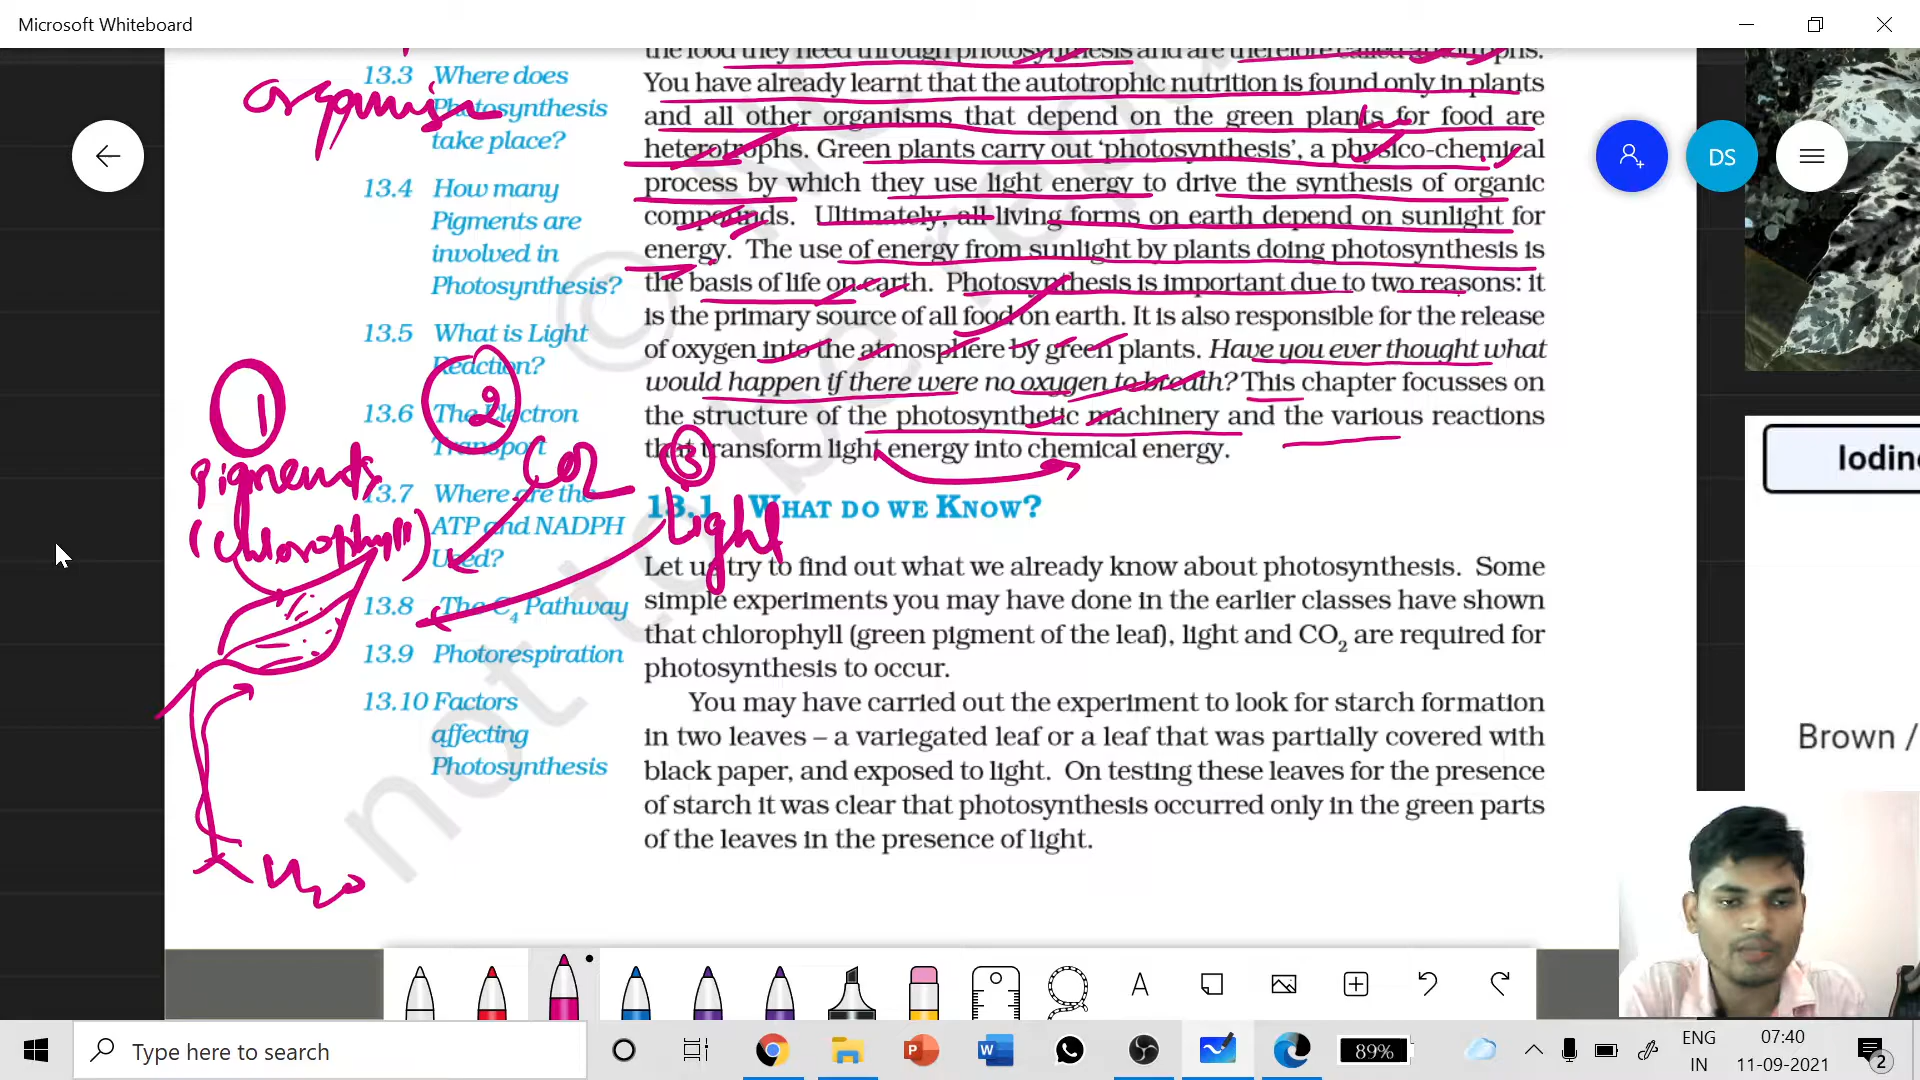 Microsoft Whiteboard
the food they need through photosynthesis and are therefore called autotrophs.
13.3 Where does
Photosynthesis
take place?
organism
You have already learnt that the autotrophic nutrition is found only in plants
and all other organisms that depend on the green plants for food are
heterotrophs. Green plants carry out ‘photosynthesis’, a physico-chemical
process by which they use light energy to drive the synthesis of organic
compounds. Ultimately, all living forms on earth depend on sunlight for
energy. The use of energy from sunlight by plants doing photosynthesis is
the basis of life on earth. Photosynthesis is important due to two reasons: it
is the primary source of all food on earth. It is also responsible for the release
of oxygen into the atmosphere by green plants. Have you ever thought what
would happen if there were no oxygen to breath? This chapter focusses on
the structure of the photosynthetic machinery and the various reactions
that transform light energy into chemical energy.
13.4 How many
Pigments are
involved in
Photosynthesis?
13.5 What is Light
Reaction?
13.6 The Electron
Transport
13.7 Where are the
ATP and NADPH
Used?
13.8 The C4 Pathway
13.9 Photorespiration
13.10 Factors
affecting
Photosynthesis
1
Pigments
(chlorophyll)
2
CO2
3
Light
H2O
13.1 WHAT DO WE KNOW?
Let us try to find out what we already know about photosynthesis. Some
simple experiments you may have done in the earlier classes have shown
that chlorophyll (green pigment of the leaf), light and CO2 are required for
photosynthesis to occur.
You may have carried out the experiment to look for starch formation
in two leaves – a variegated leaf or a leaf that was partially covered with
black paper, and exposed to light. On testing these leaves for the presence
of starch it was clear that photosynthesis occurred only in the green parts
of the leaves in the presence of light.
not to be
DS
Brown /
A
Type here to search
89%
ENG
IN
07:40
11-09-2021
2